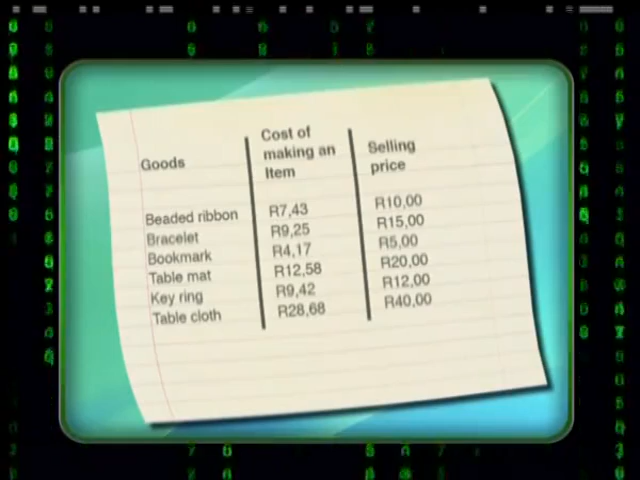 Goods Cost of making an Item Selling price
Beaded ribbon R7,43 R10,00
Bracelet R9,25 R15,00
Bookmark R4,17 R5,00
Table mat R12,58 R20,00
Key ring R9,42 R12,00
Table cloth R28,68 R40,00